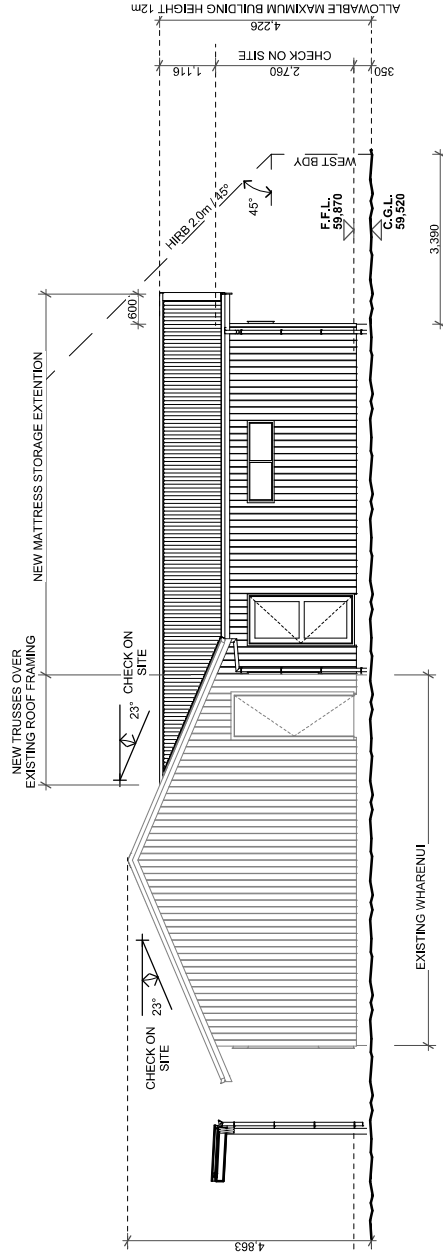 NEW TRUSSES OVER
EXISTING ROOF FRAMING
NEW MATTRESS STORAGE EXTENTION
600
CHECK ON
SITE
23°
CHECK ON
SITE
23°
HIRB 2.0m / 45°
45°
WEST BDY
F.F.L.
59,870
C.G.L.
59,520
3,390
1,116
2,760
CHECK ON SITE
350
4,226
ALLOWABLE MAXIMUM BUILDING HEIGHT 12m
4,863
EXISTING WHARENUI